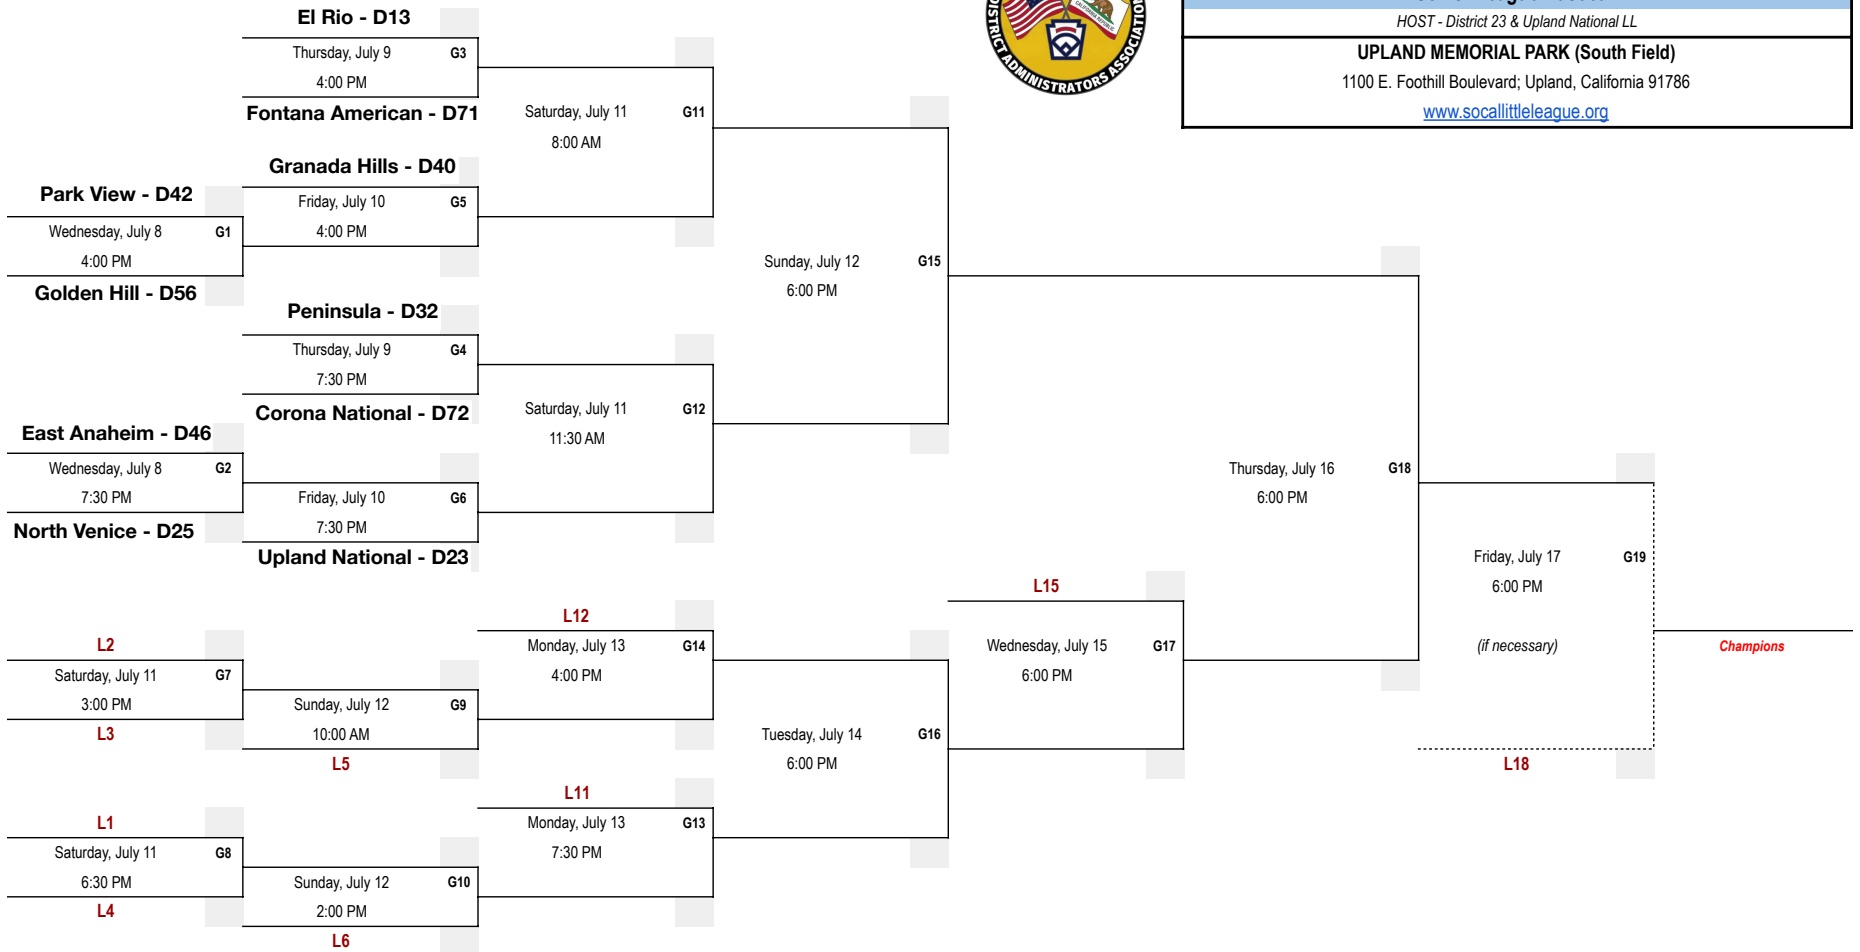 El Rio - D13
Thursday, July 9 G3
4:00 PM
Fontana American - D71
Saturday, July 11 G11
8:00 AM
Granada Hills - D40
Friday, July 10 G5
4:00 PM
Park View - D42
Wednesday, July 8 G1
4:00 PM
Golden Hill - D56
Peninsula - D32
Thursday, July 9 G4
7:30 PM
Corona National - D72
Saturday, July 11 G12
11:30 AM
East Anaheim - D46
Wednesday, July 8 G2
7:30 PM
North Venice - D25
Friday, July 10 G6
7:30 PM
Upland National - D23
Sunday, July 12 G15
6:00 PM
DISTRICT ADMINISTRATORS ASSOCIATION
CALIFORNIA REPUBLIC
HOST - District 23 & Upland National LL
UPLAND MEMORIAL PARK (South Field)
1100 E. Foothill Boulevard; Upland, California 91786
www.socallittleleague.org
Thursday, July 16 G18
6:00 PM
Friday, July 17 G19
6:00 PM
(if necessary)
Champions
L18
L15
Wednesday, July 15 G17
6:00 PM
L12
Monday, July 13 G14
4:00 PM
L2
Saturday, July 11 G7
3:00 PM
L3
Sunday, July 12 G9
10:00 AM
L5
Tuesday, July 14 G16
6:00 PM
L11
Monday, July 13 G13
7:30 PM
L1
Saturday, July 11 G8
6:30 PM
L4
Sunday, July 12 G10
2:00 PM
L6